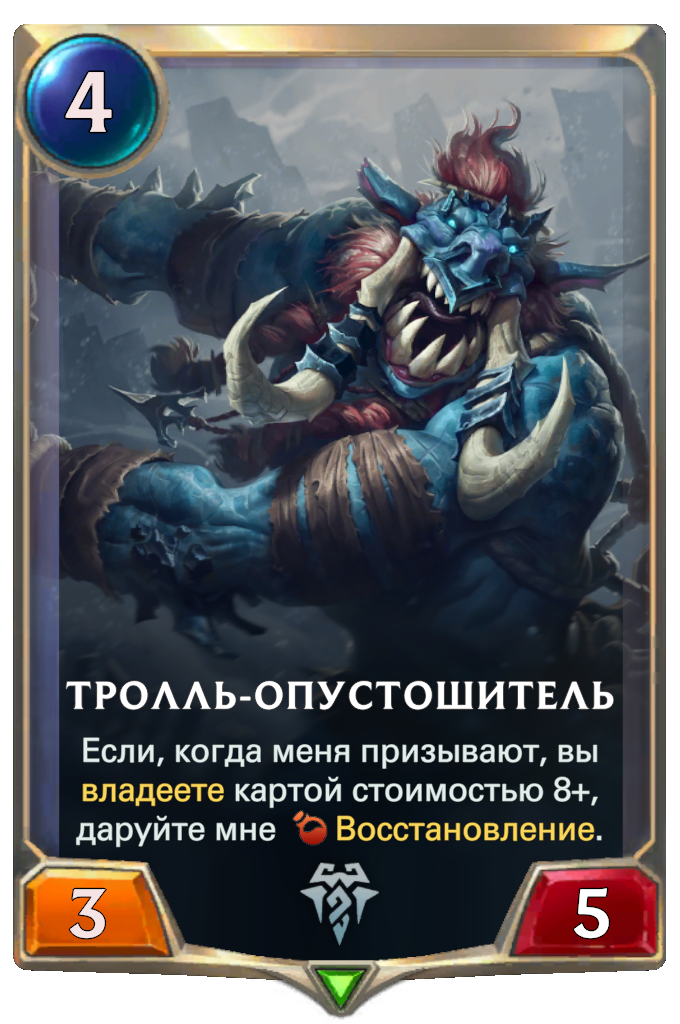 4
ТРОЛЛЬ-ОПУСТОШИТЕЛЬ
Если, когда меня призывают, вы
владеете картой стоимостью 8+,
даруйте мне Восстановление.
3
5